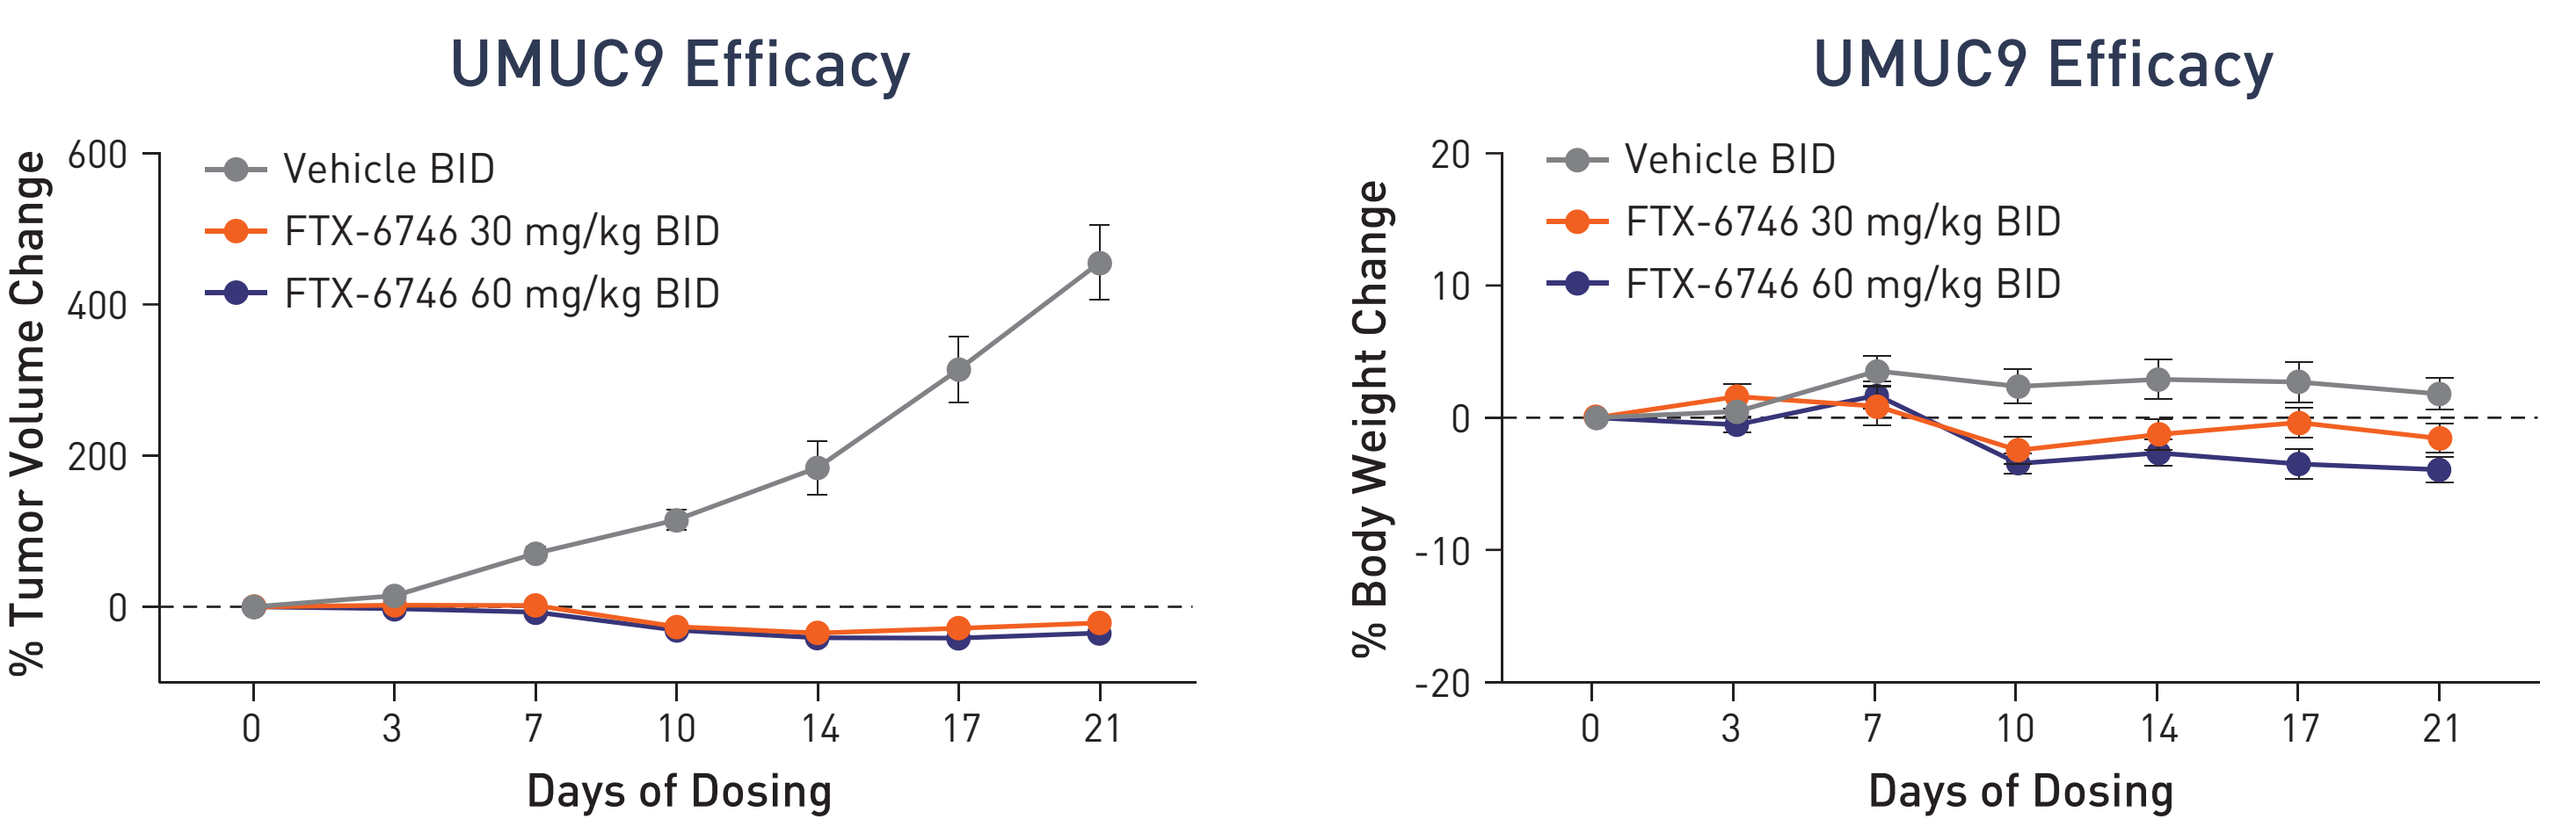 UMUC9 Efficacy
% Tumor Volume Change
600
400
200
0
Vehicle BID
FTX-6746 30 mg/kg BID
FTX-6746 60 mg/kg BID
0 3 7 10 14 17 21
Days of Dosing
UMUC9 Efficacy
% Body Weight Change
20
10
0
-10
-20
Vehicle BID
FTX-6746 30 mg/kg BID
FTX-6746 60 mg/kg BID
0 3 7 10 14 17 21
Days of Dosing